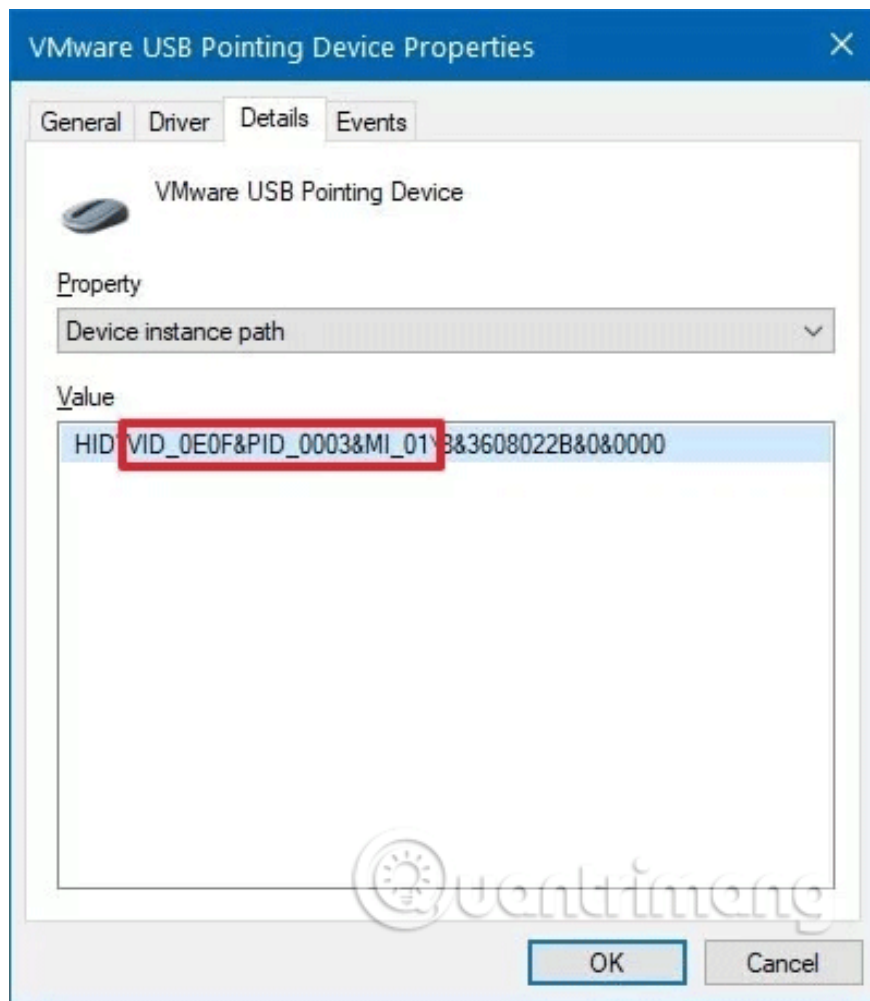 VMware USB Pointing Device Properties
General Driver Details Events
VMware USB Pointing Device
Property
Device instance path
Value
HID\VID_0E0F&PID_0003&MI_01\8&3608022B&0&0000
Quantrimang
OK Cancel